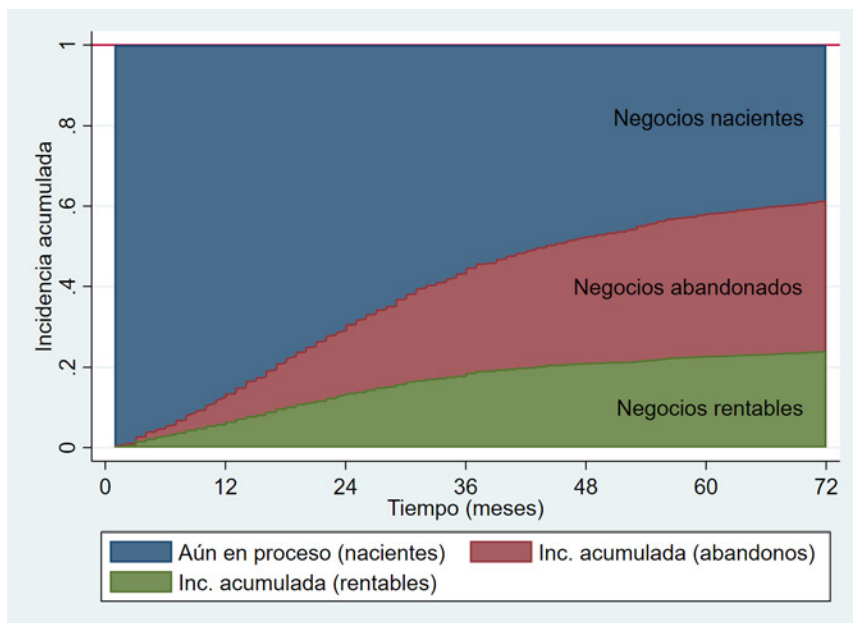 Incidencia acumulada
1
.8
.6
.4
.2
0
Negocios nacientes
Negocios abandonados
Negocios rentables
0 12 24 36 48 60 72
Tiempo (meses)
Aún en proceso (nacientes) Inc. acumulada (abandonos)
Inc. acumulada (rentables)